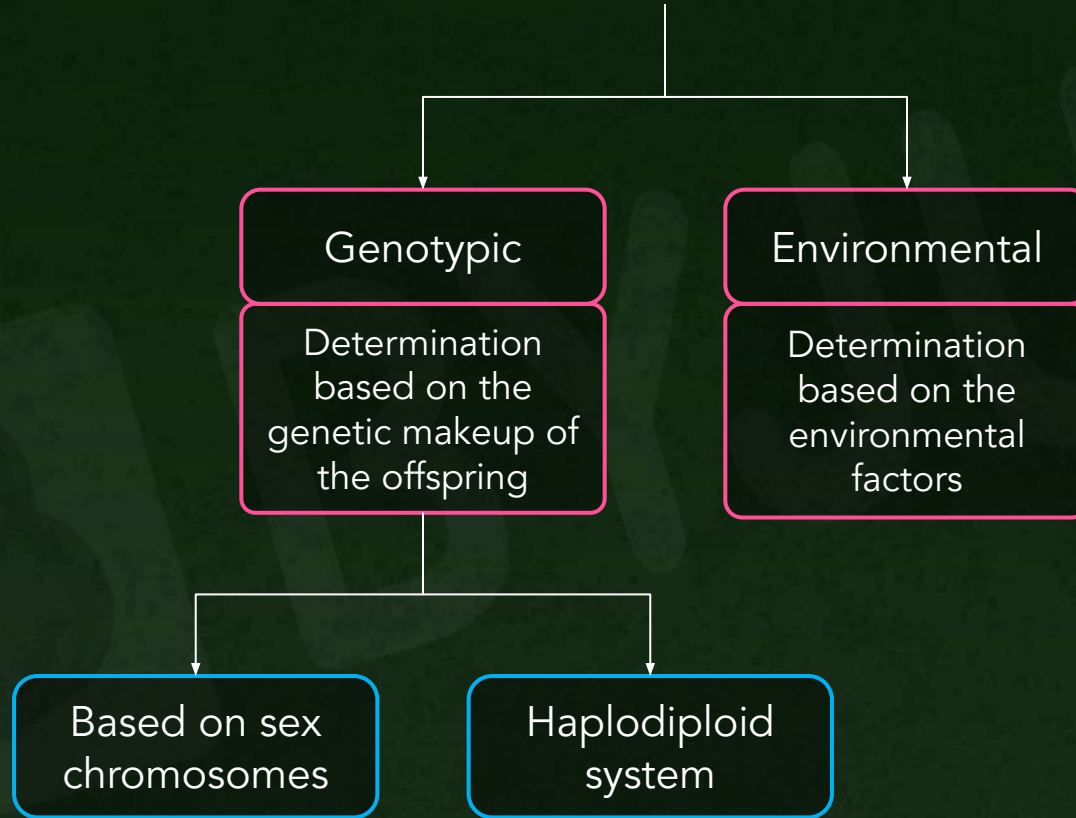 Genotypic
Environmental
Determination
based on the
genetic makeup of
the offspring
Determination
based on the
environmental
factors
Based on sex
chromosomes
Haplodiploid
system